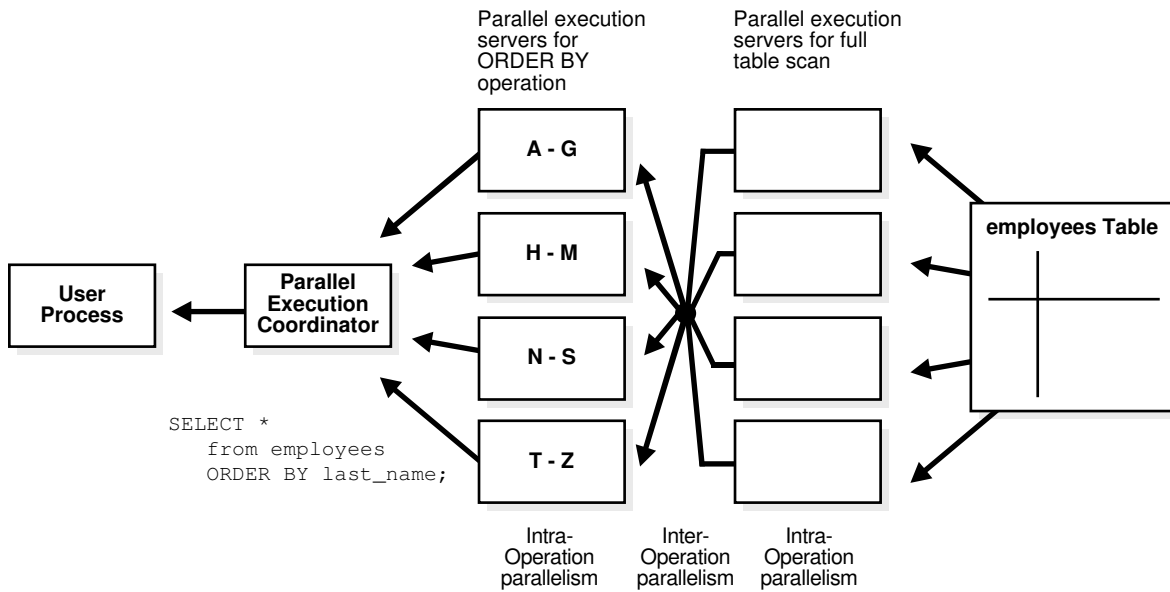 Parallel execution
servers for
ORDER BY
operation
Parallel execution
servers for full
table scan
A - G
H - M
N - S
T - Z
employees Table
User
Process
Parallel
Execution
Coordinator
SELECT *
from employees
ORDER BY last_name;
Intra-
Operation
parallelism
Inter-
Operation
parallelism
Intra-
Operation
parallelism